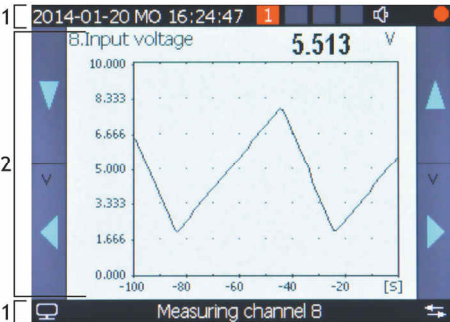 1
2014-01-20 MO 16:24:47 1
8.Input voltage 5.513 V
10.000
8.333
6.666
2
V V
5.000
3.333
1.666
0.000
-100 -80 -60 -40 -20 [S]
1
Measuring channel 8